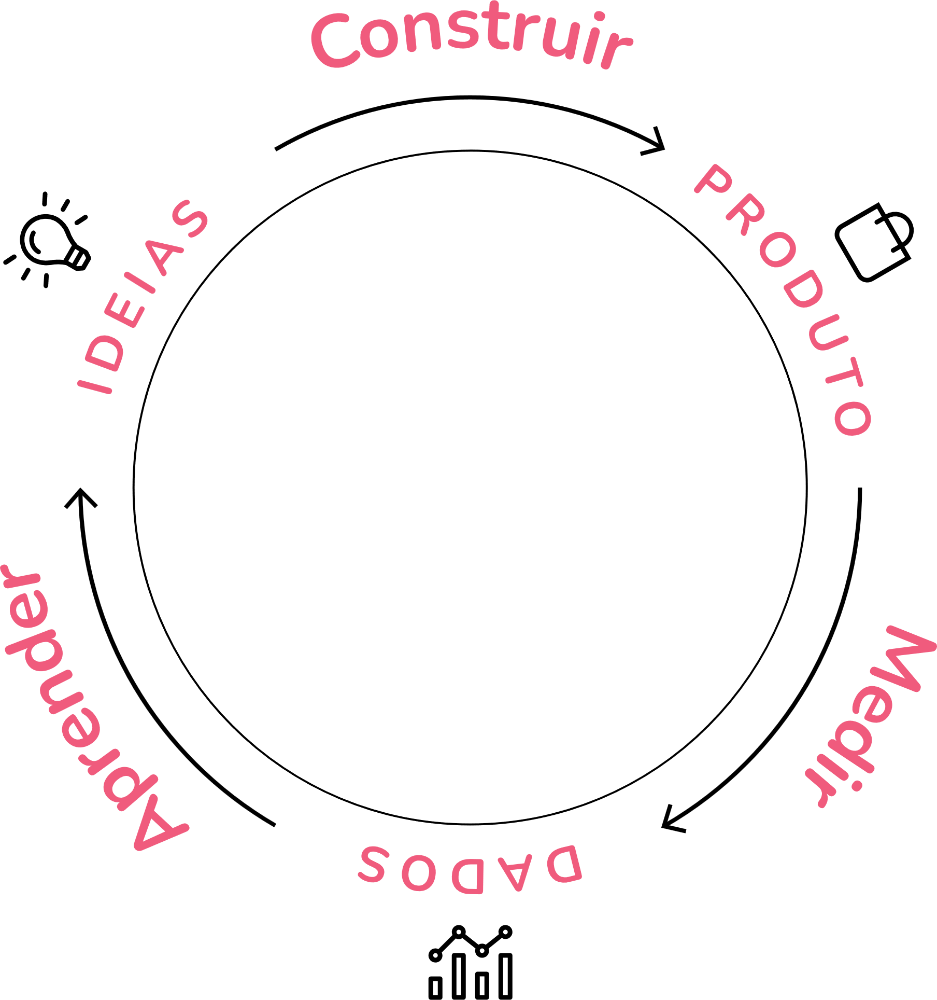 Construir
PRODUTO
Medir
DADOS
Aprender
IDEIAS